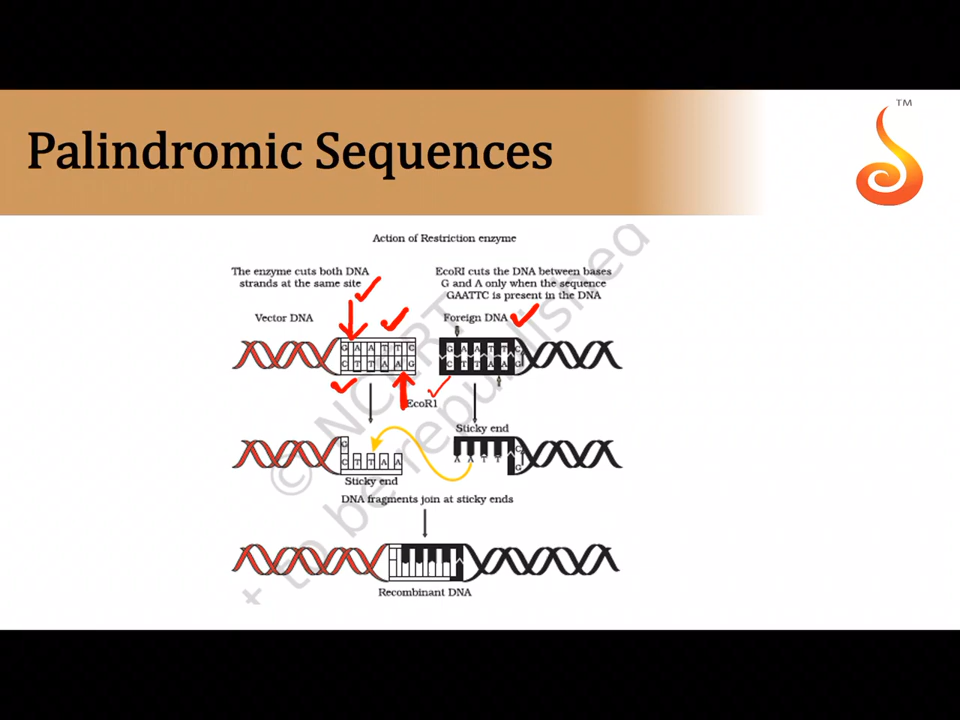 TM
Palindromic Sequences
Action of Restriction enzyme
The enzyme cuts both DNA
strands at the same site
EcoRI cuts the DNA between bases
G and A only when the sequence
GAATTC is present in the DNA
Vector DNA
Foreign DNA
G A A T T C
C T T A A G
G A A T T C
C T T A A G
EcoR1
Sticky end
G
C T T A A
A A T T C
G
Sticky end
DNA fragments join at sticky ends
Recombinant DNA
© NCERT
to be republished